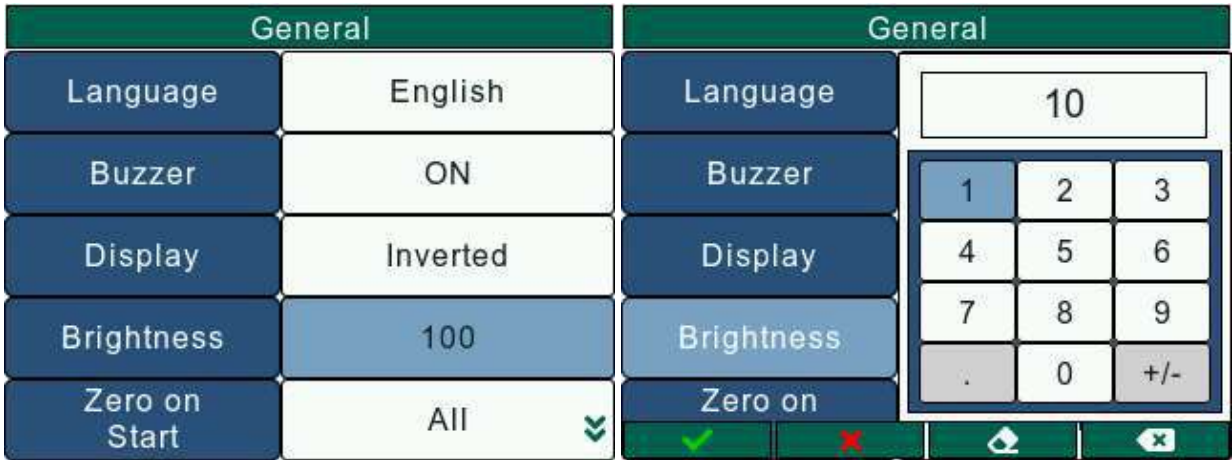 General
Language English
Buzzer ON
Display Inverted
Brightness 100
Zero on
Start
All
General
Language
Buzzer
Display
Brightness
Zero on
10
1 2 3
4 5 6
7 8 9
. 0 +/-